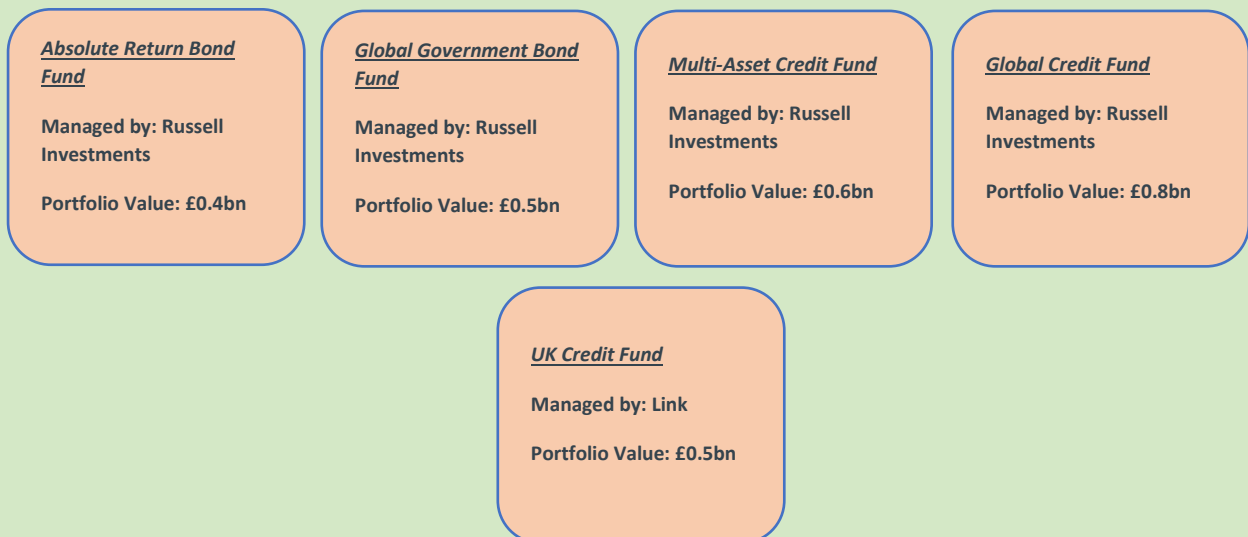 Absolute Return Bond
Fund
Managed by: Russell
Investments
Portfolio Value: £0.4bn
Global Government Bond
Fund
Managed by: Russell
Investments
Portfolio Value: £0.5bn
Multi-Asset Credit Fund
Managed by: Russell
Investments
Portfolio Value: £0.6bn
Global Credit Fund
Managed by: Russell
Investments
Portfolio Value: £0.8bn
UK Credit Fund
Managed by: Link
Portfolio Value: £0.5bn